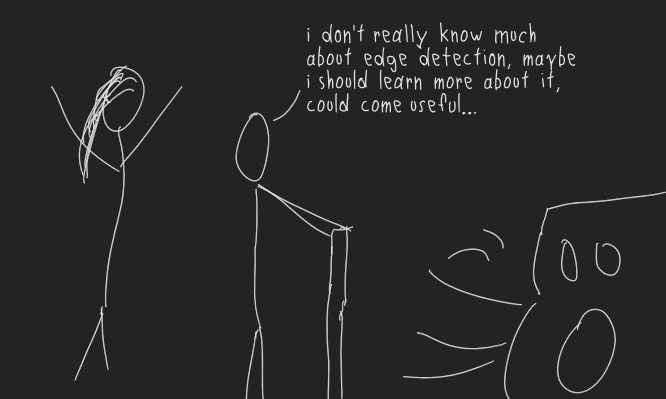 i don't really know much
about edge detection, maybe
i should learn more about it,
could come useful...